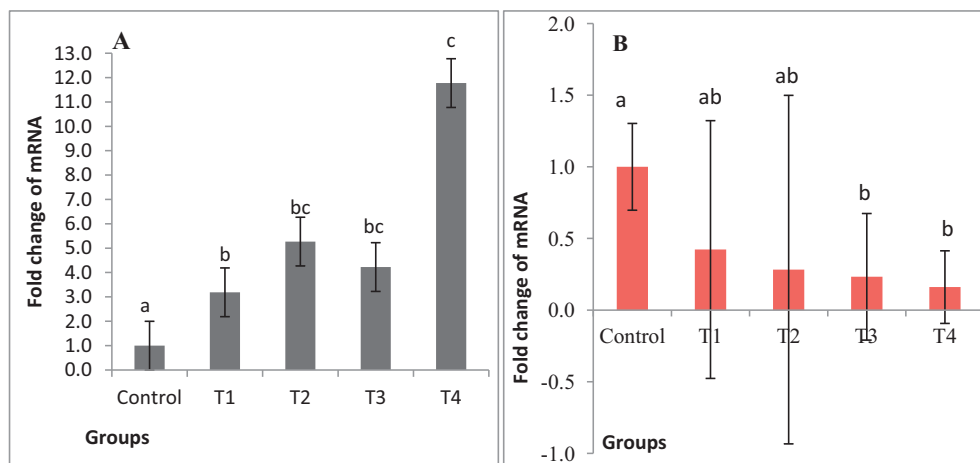 A
Fold change of mRNA
13.0
12.0
11.0
10.0
9.0
8.0
7.0
6.0
5.0
4.0
3.0
2.0
1.0
0.0
a
b
bc
bc
c
Control T1 T2 T3 T4
Groups
B
Fold change of mRNA
2.0
1.5
1.0
0.5
0.0
-0.5
-1.0
a
ab
ab
b
b
Control T1 T2 T3 T4
Groups